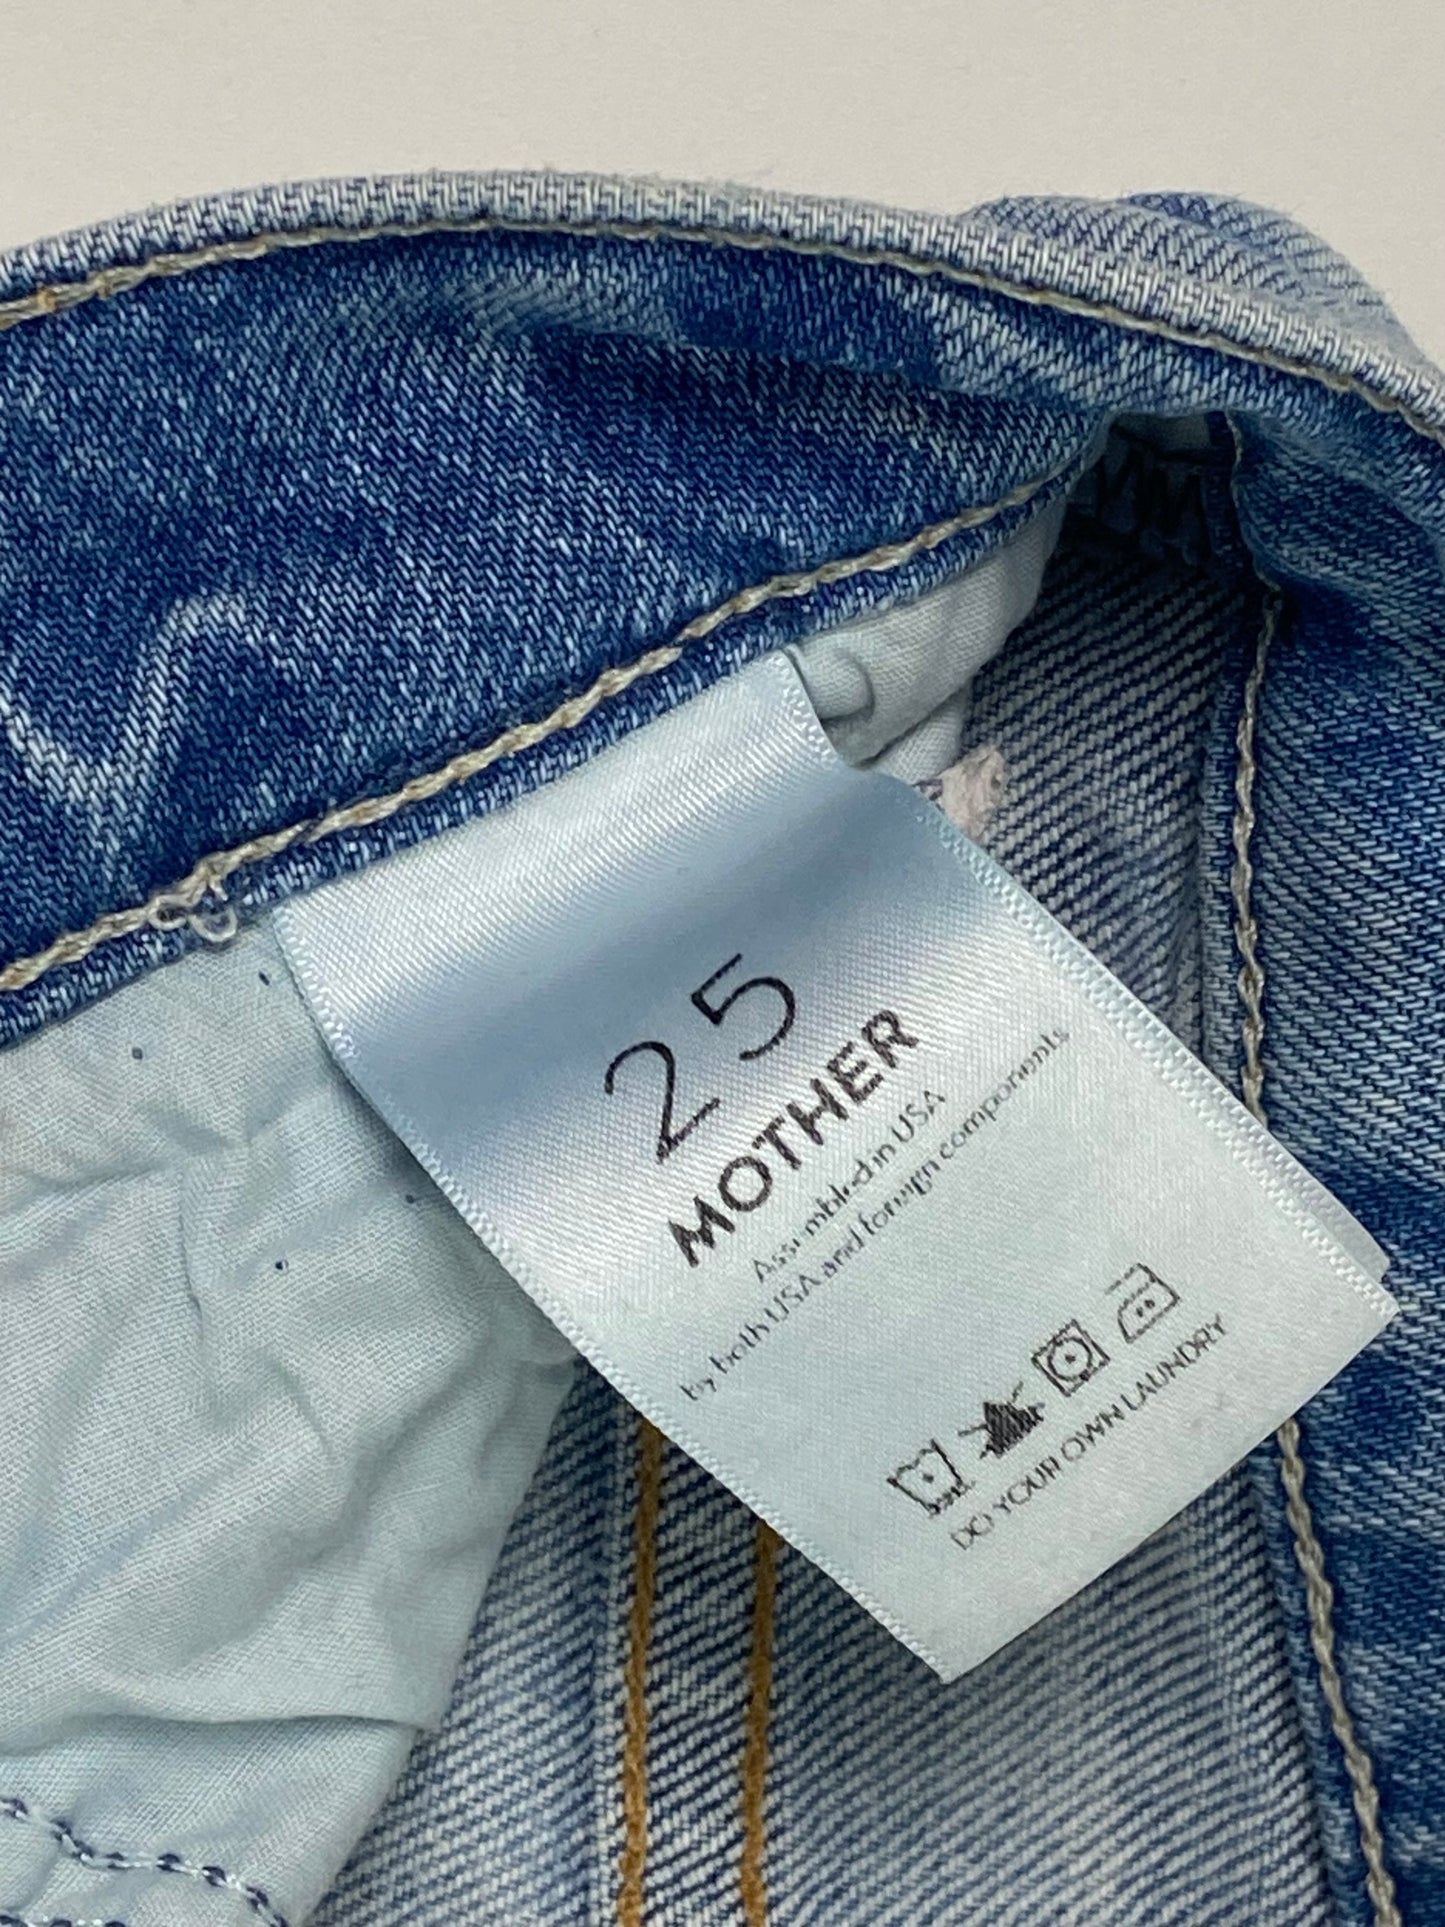 25
MOTHER
Assembled in USA
by both USA and foreign components
DO YOUR OWN LAUNDRY